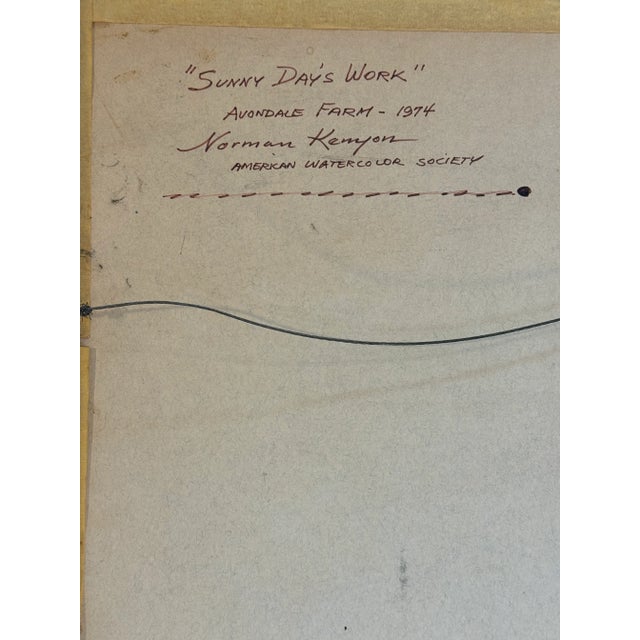 "SUNNY DAY'S WORK"
AVONDALE FARM - 1974
Norman Kenyon
AMERICAN WATERCOLOR SOCIETY